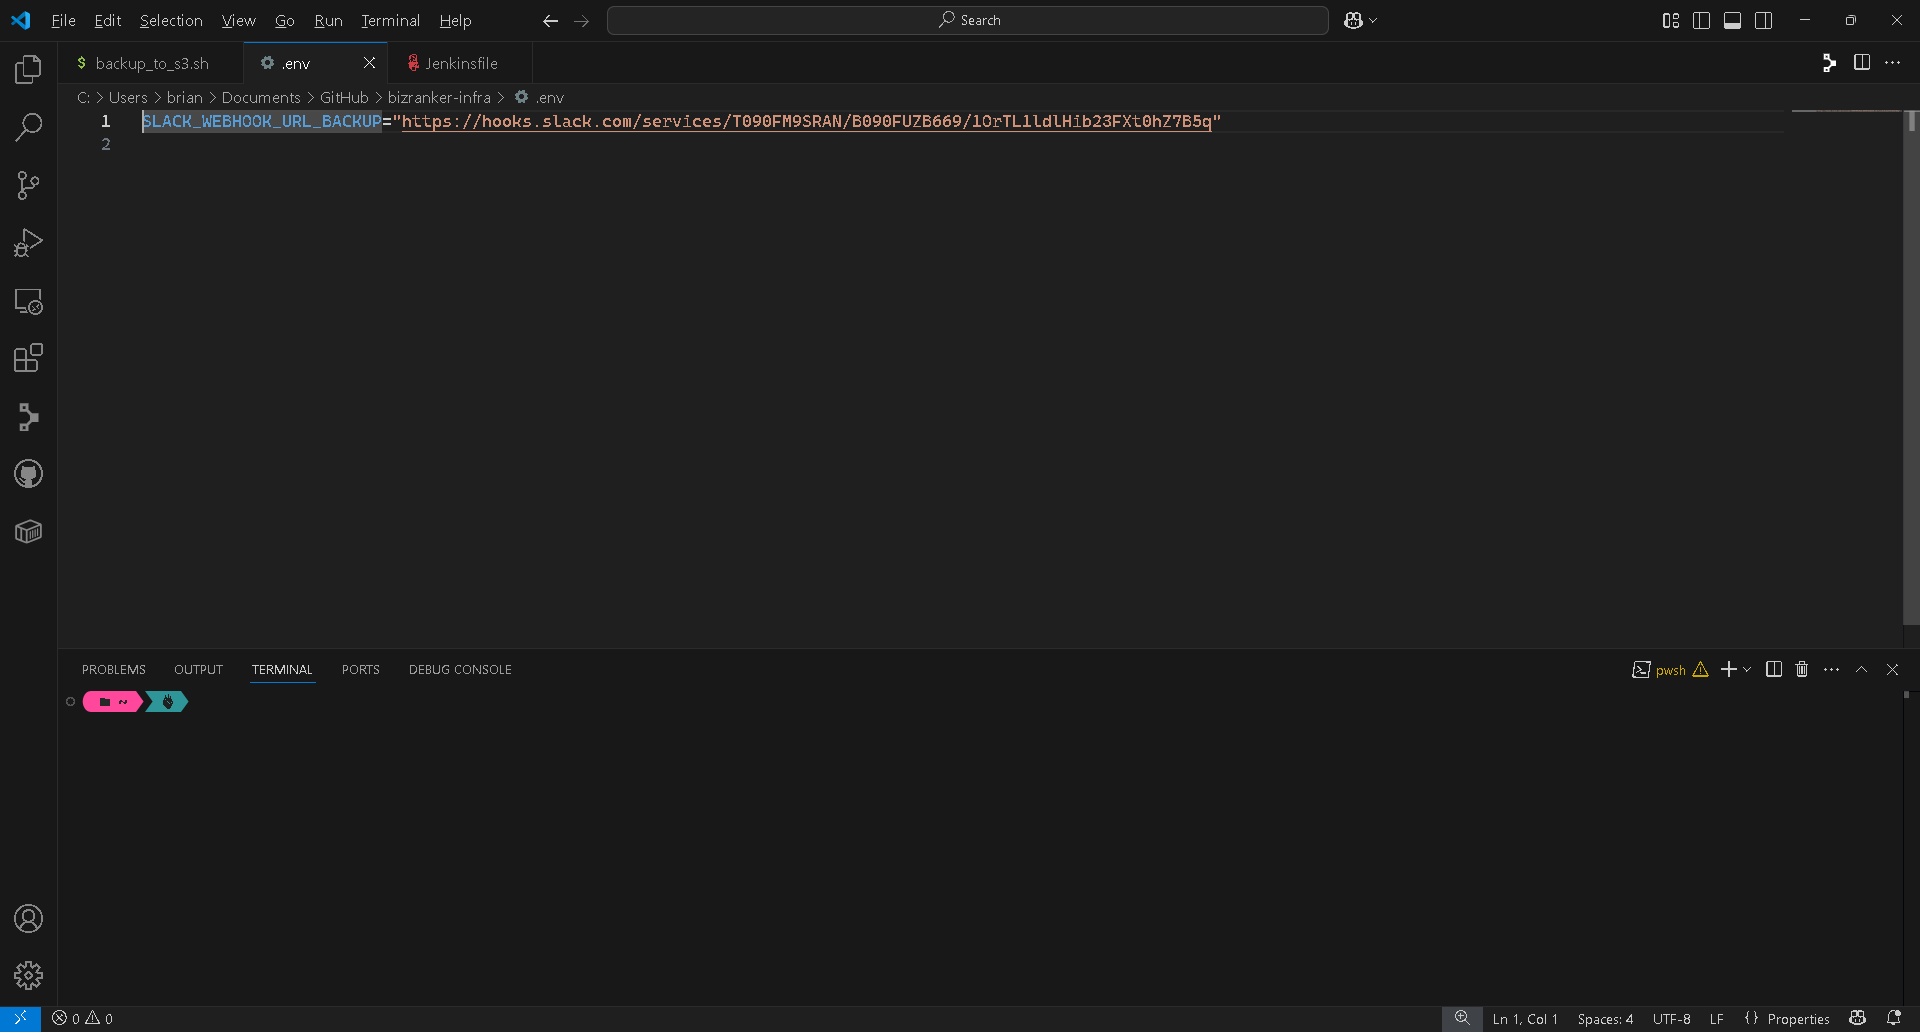 File Edit Selection View Go Run Terminal Help Search
$ backup_to_s3.sh .env Jenkinsfile
C: > Users > brian > Documents > GitHub > bizranker-infra > .env
1 SLACK_WEBHOOK_URL_BACKUP="https://hooks.slack.com/services/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"
2
PROBLEMS OUTPUT TERMINAL PORTS DEBUG CONSOLE pwsh
~
0 0 Ln 1, Col 1 Spaces: 4 UTF-8 LF {} Properties